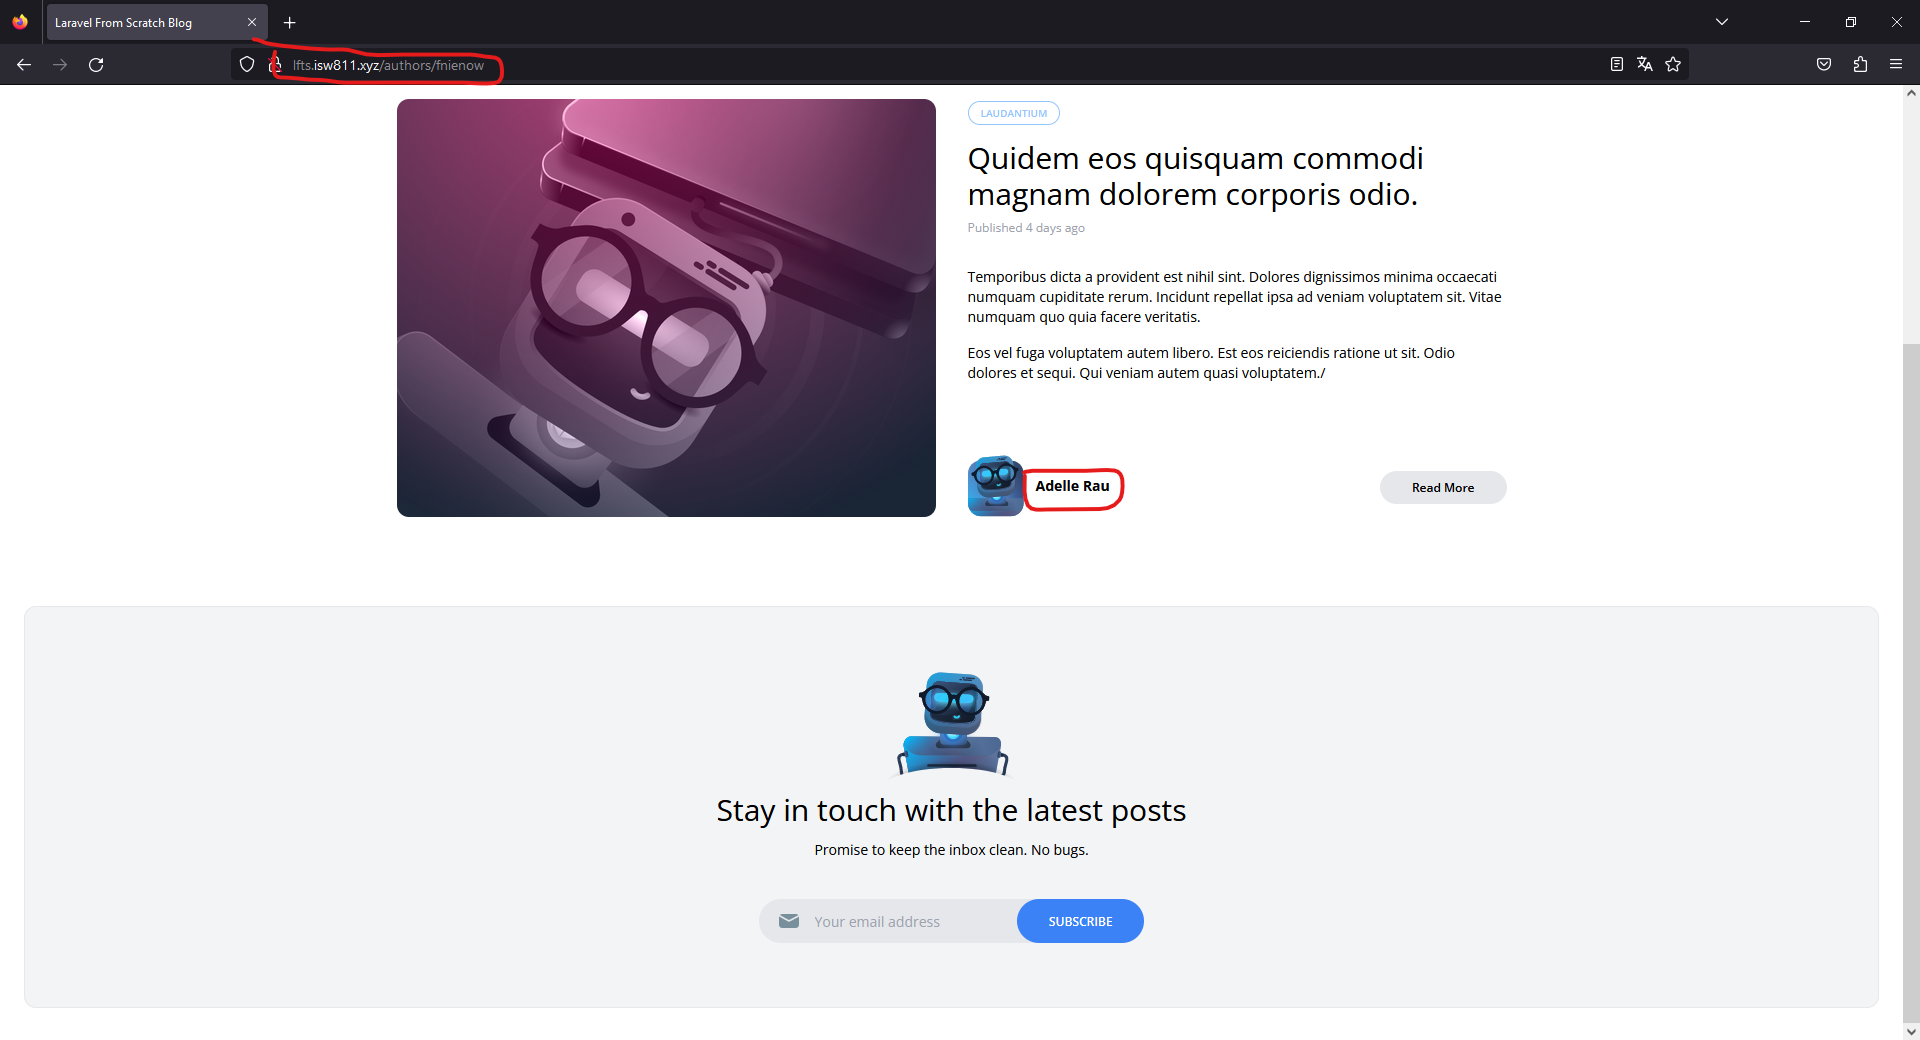 Laravel From Scratch Blog
lfts.isw811.xyz/authors/fnienow
LAUDANTIUM
Quidem eos quisquam commodi
magnam dolorem corporis odio.
Published 4 days ago
Temporibus dicta a provident est nihil sint. Dolores dignissimos minima occaecati
numquam cupiditate rerum. Incidunt repellat ipsa ad veniam voluptatem sit. Vitae
numquam quo quia facere veritatis.
Eos vel fuga voluptatem autem libero. Est eos reiciendis ratione ut sit. Odio
dolores et sequi. Qui veniam autem quasi voluptatem./
Adelle Rau
Read More
Stay in touch with the latest posts
Promise to keep the inbox clean. No bugs.
Your email address
SUBSCRIBE